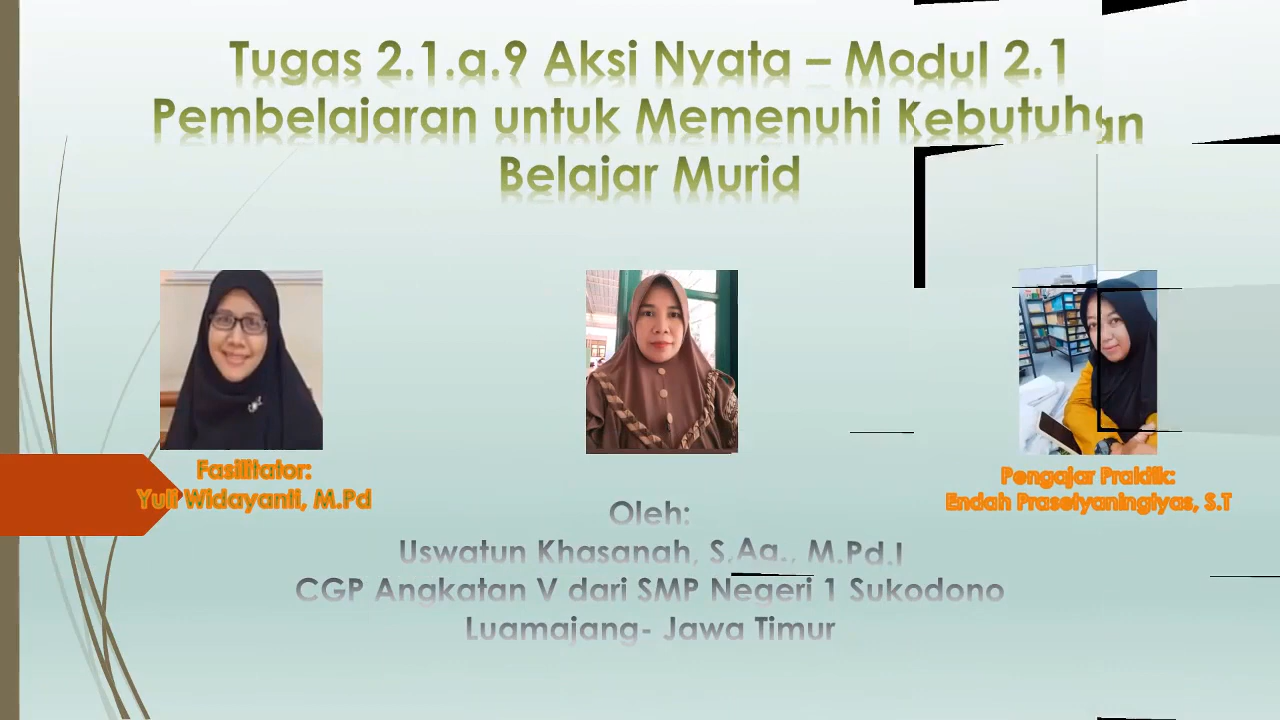 Tugas 2.1.a.9 Aksi Nyata – Modul 2.1
Pembelajaran untuk Memenuhi Kebutuhan
Belajar Murid
Fasilitator:
Yuli Widayanti, M.Pd
Pengajar Praktik:
Endah Prasetyaningtyas, S.T
Oleh:
Uswatun Khasanah, S.Ag., M.Pd.I
CGP Angkatan V dari SMP Negeri 1 Sukodono
Luamajang- Jawa Timur